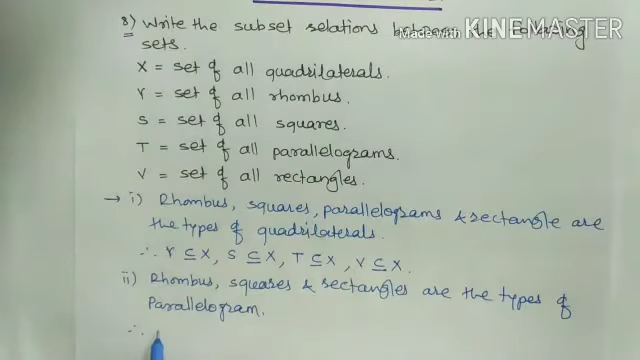 8) Write the subset relations between the following
Made with KINEMASTER
sets.
X = set of all quadrilaterals.
Y = set of all rhombus.
S = set of all squares.
T = set of all parallelograms.
V = set of all rectangles.
→ i) Rhombus, squares, parallelograms & rectangle are
the types of quadrilaterals.
∴ Y ⊆ X, S ⊆ X, T ⊆ X, V ⊆ X.
ii) Rhombus, squares & rectangles are the types of
Parallelogram.
∴